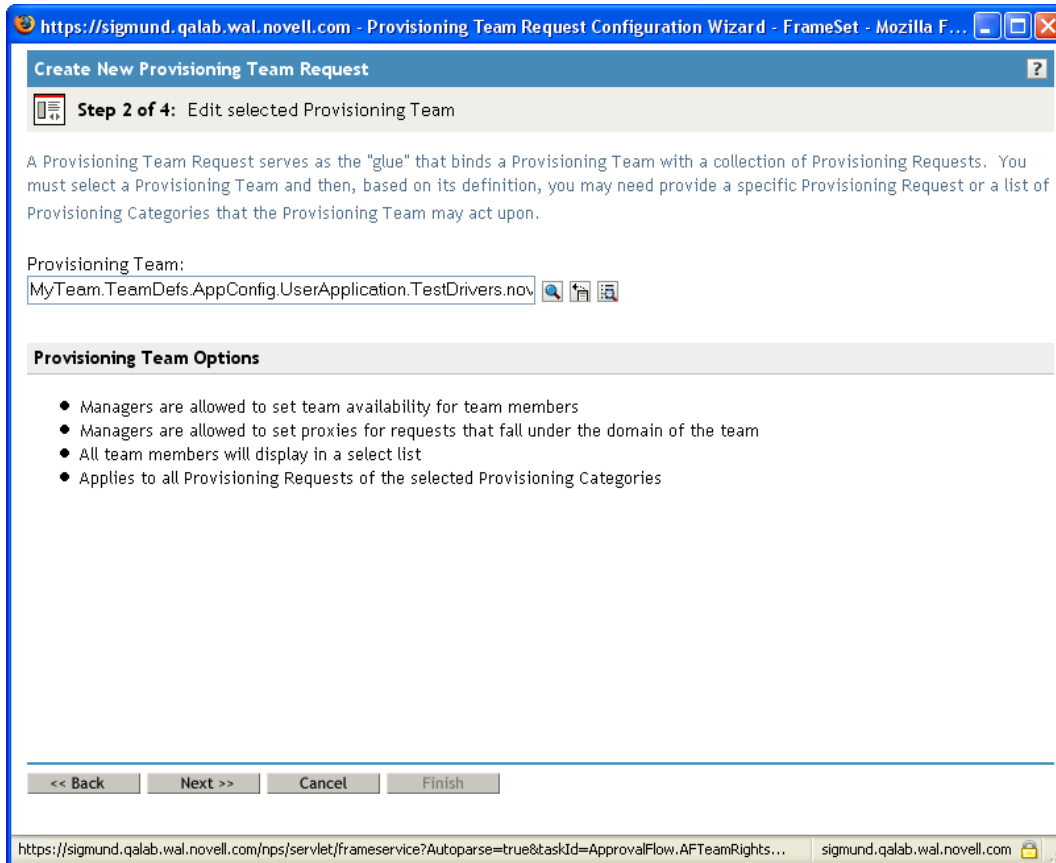 https://sigmund.qalab.wal.novell.com - Provisioning Team Request Configuration Wizard - FrameSet - Mozilla F...
Create New Provisioning Team Request
?
Step 2 of 4: Edit selected Provisioning Team
A Provisioning Team Request serves as the "glue" that binds a Provisioning Team with a collection of Provisioning Requests. You
must select a Provisioning Team and then, based on its definition, you may need provide a specific Provisioning Request or a list of
Provisioning Categories that the Provisioning Team may act upon.
Provisioning Team:
MyTeam.TeamDefs.AppConfig.UserApplication.TestDrivers.nov
Provisioning Team Options
● Managers are allowed to set team availability for team members
● Managers are allowed to set proxies for requests that fall under the domain of the team
● All team members will display in a select list
● Applies to all Provisioning Requests of the selected Provisioning Categories
<< Back Next >> Cancel Finish
https://sigmund.qalab.wal.novell.com/nps/servlet/frameservice?Autoparse=true&taskId=ApprovalFlow.AFTeamRights... sigmund.qalab.wal.novell.com